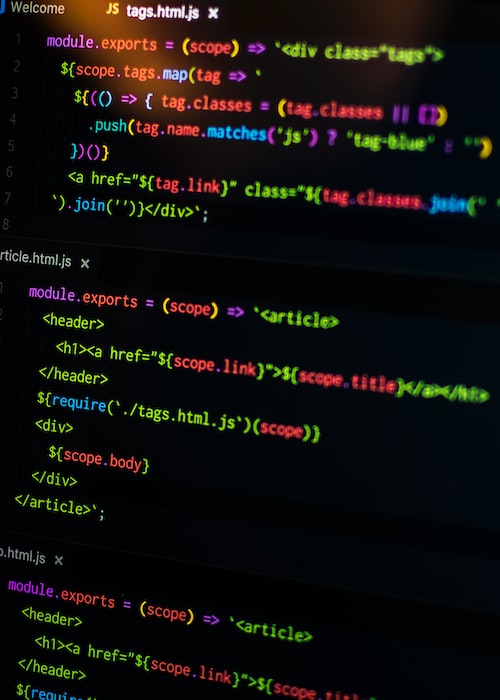 Welcome JS tags.html.js ×
1 module.exports = (scope) => `<div class="tags">
2 ${scope.tags.map(tag => `
3 ${(() => { tag.classes = (tag.classes || [])
4 .push(tag.name.matches("js") ? "tag-blue" : "")
5 })()}
6 <a href="${tag.link}" class="${tag.classes.join("
7 `).join('')}</div>`;
8
rticle.html.js ×
module.exports = (scope) => `<article>
<header>
<h1><a href="${scope.link}">${scope.title}</a></h1>
</header>
${require(`./tags.html.js`)(scope)}
<div>
${scope.body}
</div>
</article>`;
.html.js ×
module.exports = (scope) => `<article>
<header>
<h1><a href="${scope.link}">${scope.title
</header>
${require(`